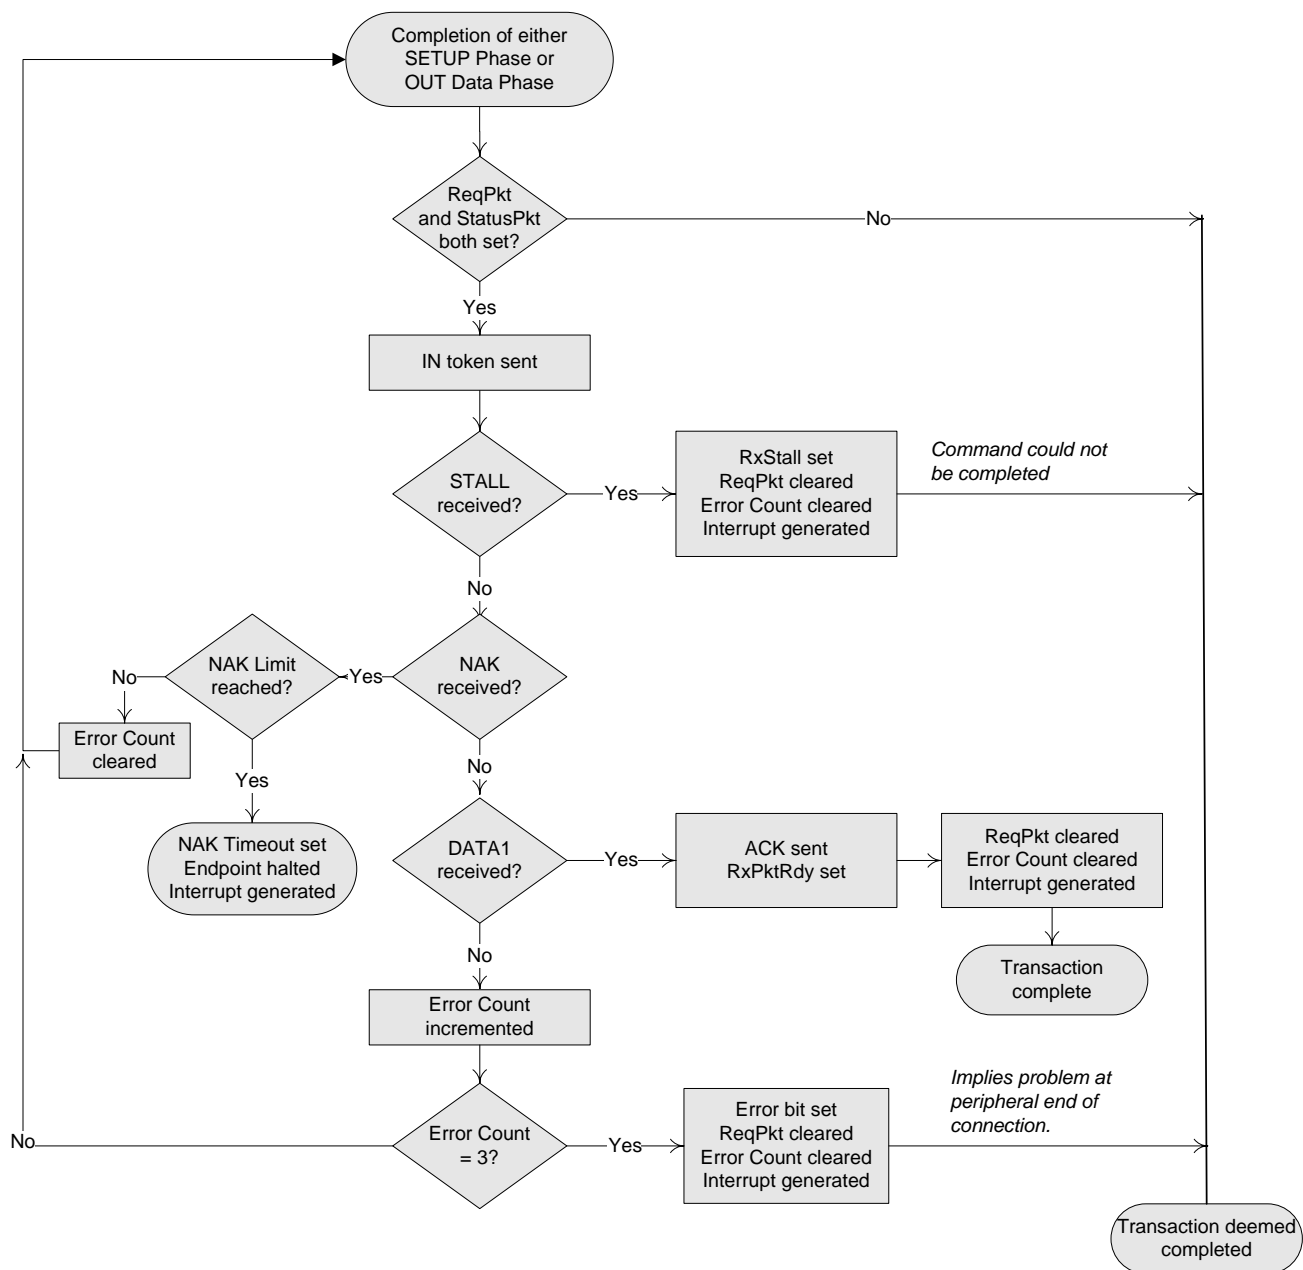 Completion of either
SETUP Phase or
OUT Data Phase
ReqPkt
and StatusPkt
both set?
No
Yes
IN token sent
STALL
received?
Yes
RxStall set
ReqPkt cleared
Error Count cleared
Interrupt generated
Command could not
be completed
No
NAK
received?
Yes
NAK Limit
reached?
No
Error Count
cleared
Yes
NAK Timeout set
Endpoint halted
Interrupt generated
No
DATA1
received?
Yes
ACK sent
RxPktRdy set
ReqPkt cleared
Error Count cleared
Interrupt generated
Transaction
complete
No
Error Count
incremented
Error Count
= 3?
No
Yes
Error bit set
ReqPkt cleared
Error Count cleared
Interrupt generated
Implies problem at
peripheral end of
connection.
Transaction deemed
completed